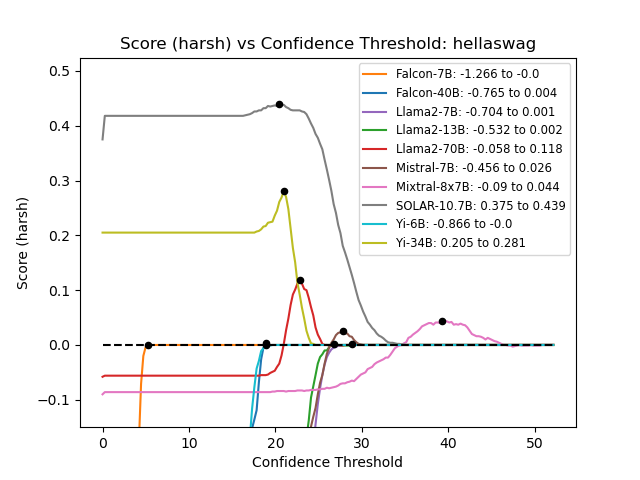 Score (harsh) vs Confidence Threshold: hellaswag
Falcon-7B: -1.266 to -0.0
Falcon-40B: -0.765 to 0.004
Llama2-7B: -0.704 to 0.001
Llama2-13B: -0.532 to 0.002
Llama2-70B: -0.058 to 0.118
Mistral-7B: -0.456 to 0.026
Mixtral-8x7B: -0.09 to 0.044
SOLAR-10.7B: 0.375 to 0.439
Yi-6B: -0.866 to -0.0
Yi-34B: 0.205 to 0.281
Score (harsh)
0.5
0.4
0.3
0.2
0.1
0.0
−0.1
0 10 20 30 40 50
Confidence Threshold